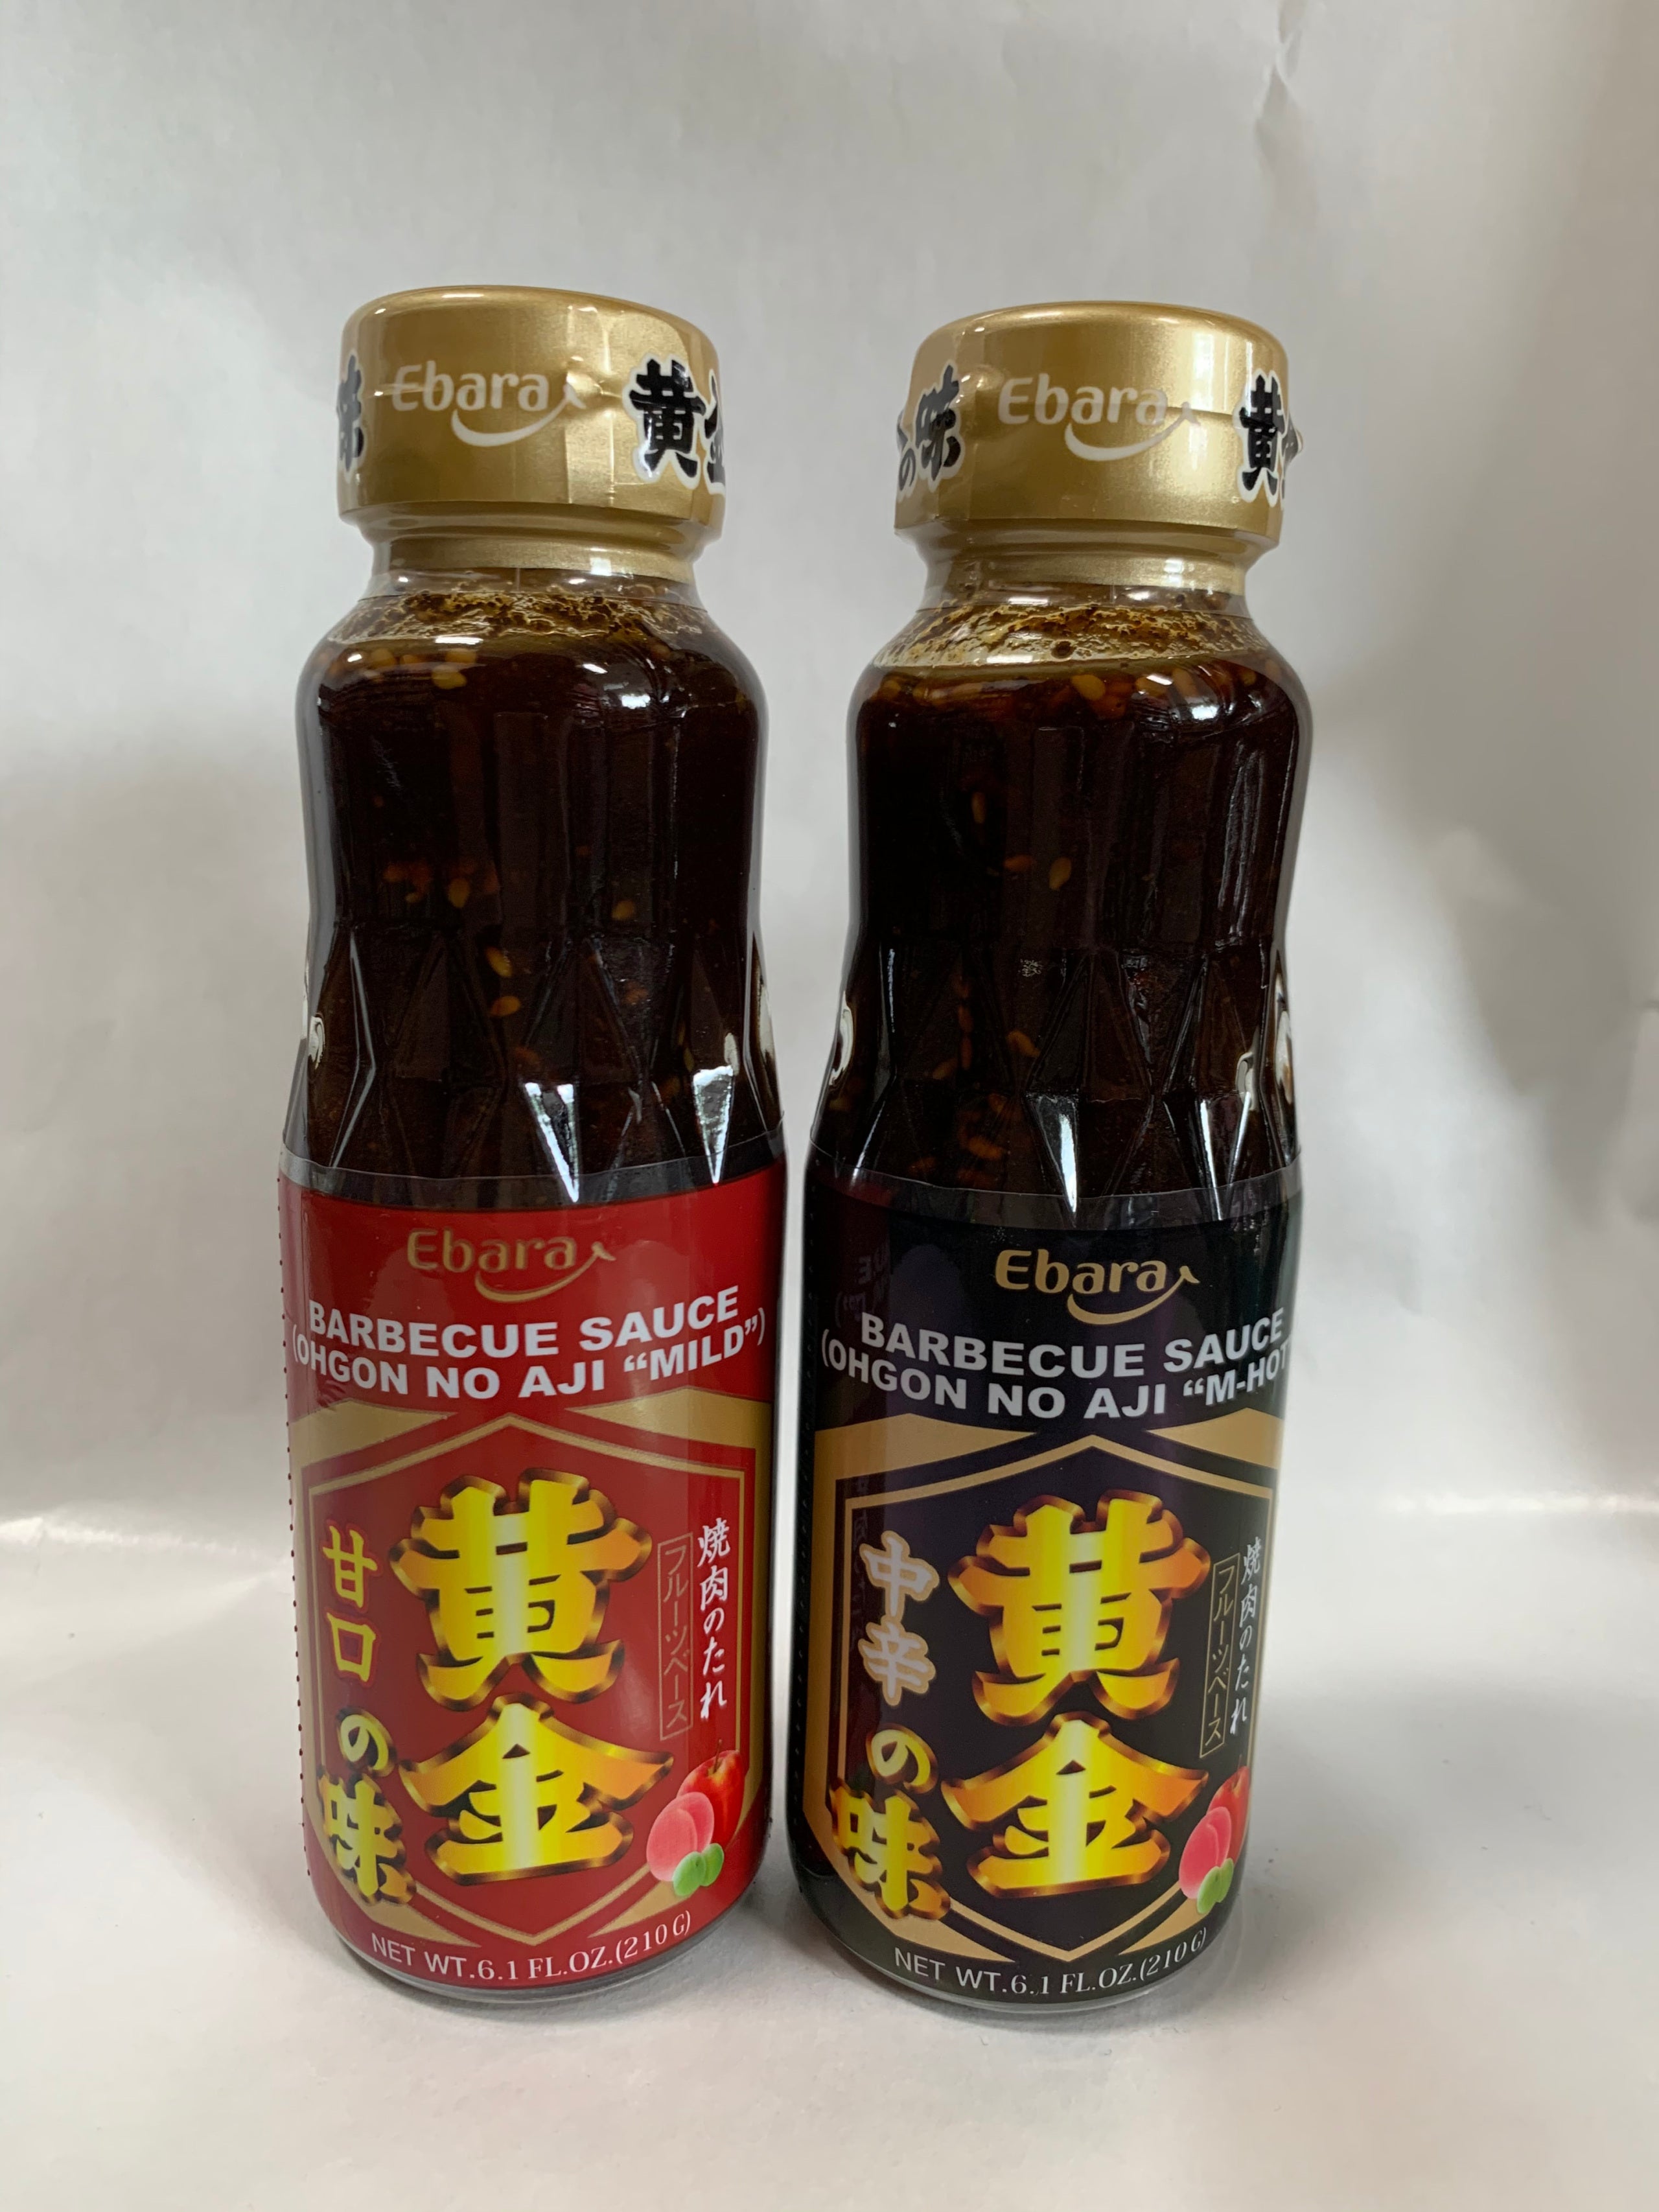 Ebara
黄金
味
Ebara
BARBECUE SAUCE
(OHGON NO AJI “MILD”)
焼肉のたれ
フルーツベース
黄金
甘口
の味
NET WT.6.1 FL.OZ.(210 G)
の味
Ebara
黄
Ebara
BARBECUE SAUCE
(OHGON NO AJI “M-HOT
焼肉のたれ
フルーツベース
黄金
中辛
の味
NET WT.6.1 FL.OZ.(210 G)